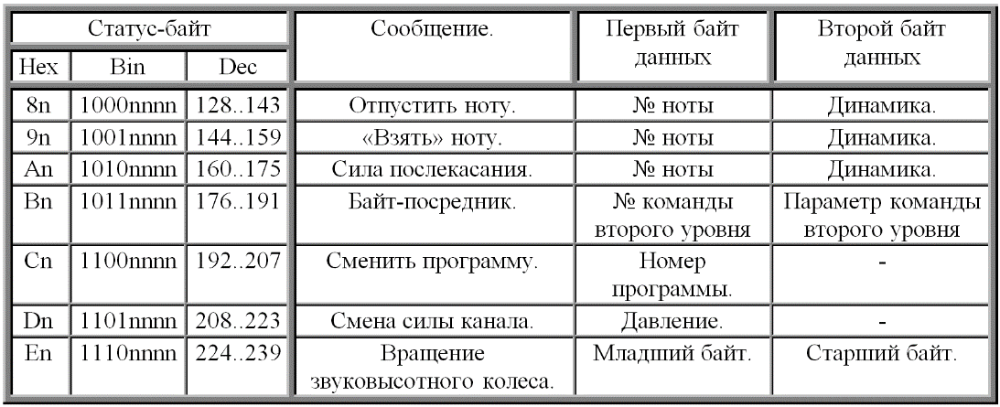 Статус-байт Сообщение. Первый байт Второй байт
данных данных
Hex Bin Dec
8n 1000nnnn 128..143 Отпустить ноту. № ноты Динамика.
9n 1001nnnn 144..159 «Взять» ноту. № ноты Динамика.
An 1010nnnn 160..175 Сила послекасания. № ноты Динамика.
Bn 1011nnnn 176..191 Байт-посредник. № команды Параметр команды
второго уровня второго уровня
Cn 1100nnnn 192..207 Сменить программу. Номер -
программы.
Dn 1101nnnn 208..223 Смена силы канала. Давление. -
En 1110nnnn 224..239 Вращение Младший байт. Старший байт.
звуковысотного колеса.